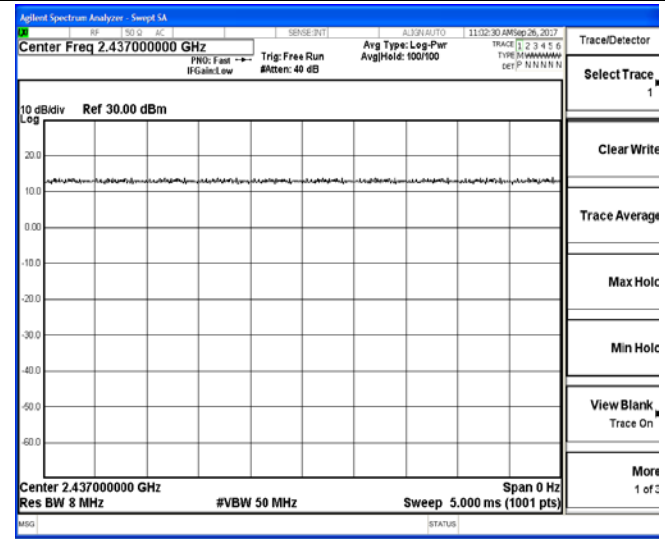 Agilent Spectrum Analyzer - Swept SA
LXI RF 50 Ω AC SENSE:INT ALIGN AUTO 11:02:30 AM Sep 26, 2017
Center Freq 2.437000000 GHz
PNO: Fast
IFGain:Low
Trig: Free Run
#Atten: 40 dB
Avg Type: Log-Pwr
Avg|Hold: 100/100
TRACE 1 2 3 4 5 6
TYPE MWWWWW
DET P N N N N N
Trace/Detector
Select Trace
1
Clear Write
Trace Average
Max Hold
Min Hold
View Blank
Trace On
More
1 of 3
10 dB/div Ref 30.00 dBm
Log
20.0
10.0
0.00
-10.0
-20.0
-30.0
-40.0
-50.0
-60.0
Center 2.437000000 GHz Span 0 Hz
Res BW 8 MHz #VBW 50 MHz Sweep 5.000 ms (1001 pts)
MSG STATUS